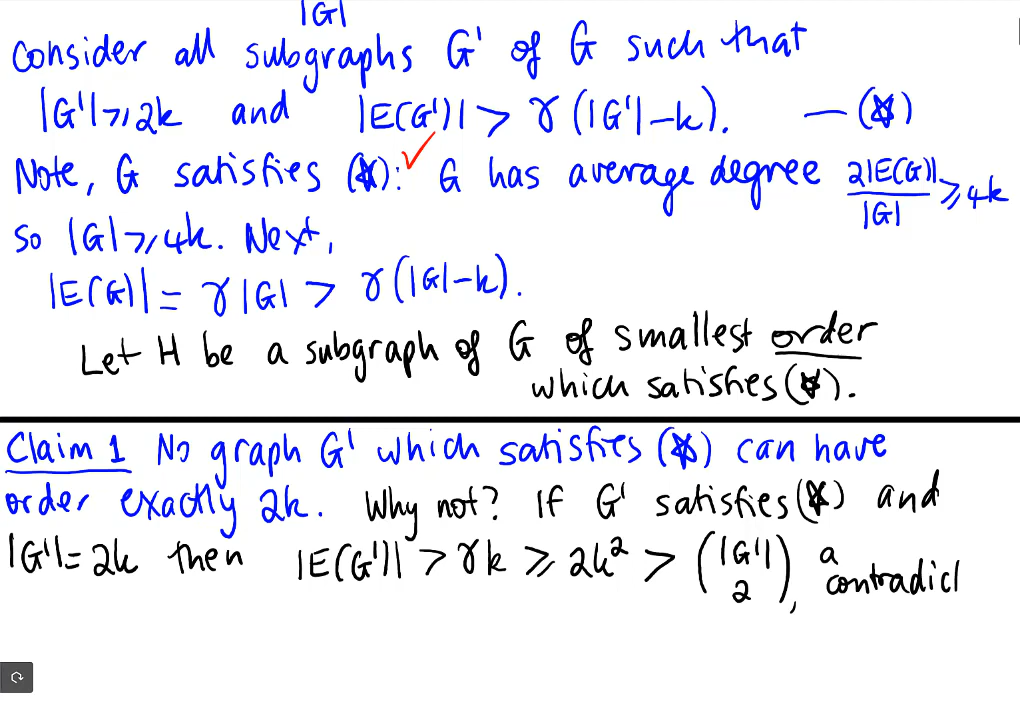 |G|
Consider all subgraphs G' of G such that
|G'| ⩾ 2k and |E(G')| > γ (|G'| - k). — (*)
Note, G satisfies (*): ✓ G has average degree 2|E(G)|/|G| ⩾ 4k
so |G| ⩾ 4k. Next,
|E(G)| = γ |G| > γ (|G| - k).
Let H be a subgraph of G of smallest order
which satisfies (*).
Claim 1 No graph G' which satisfies (*) can have
order exactly 2k. Why not? If G' satisfies (*) and
|G'| = 2k then |E(G')| > γk ⩾ 2k² > (|G'| 2), a
contradicl